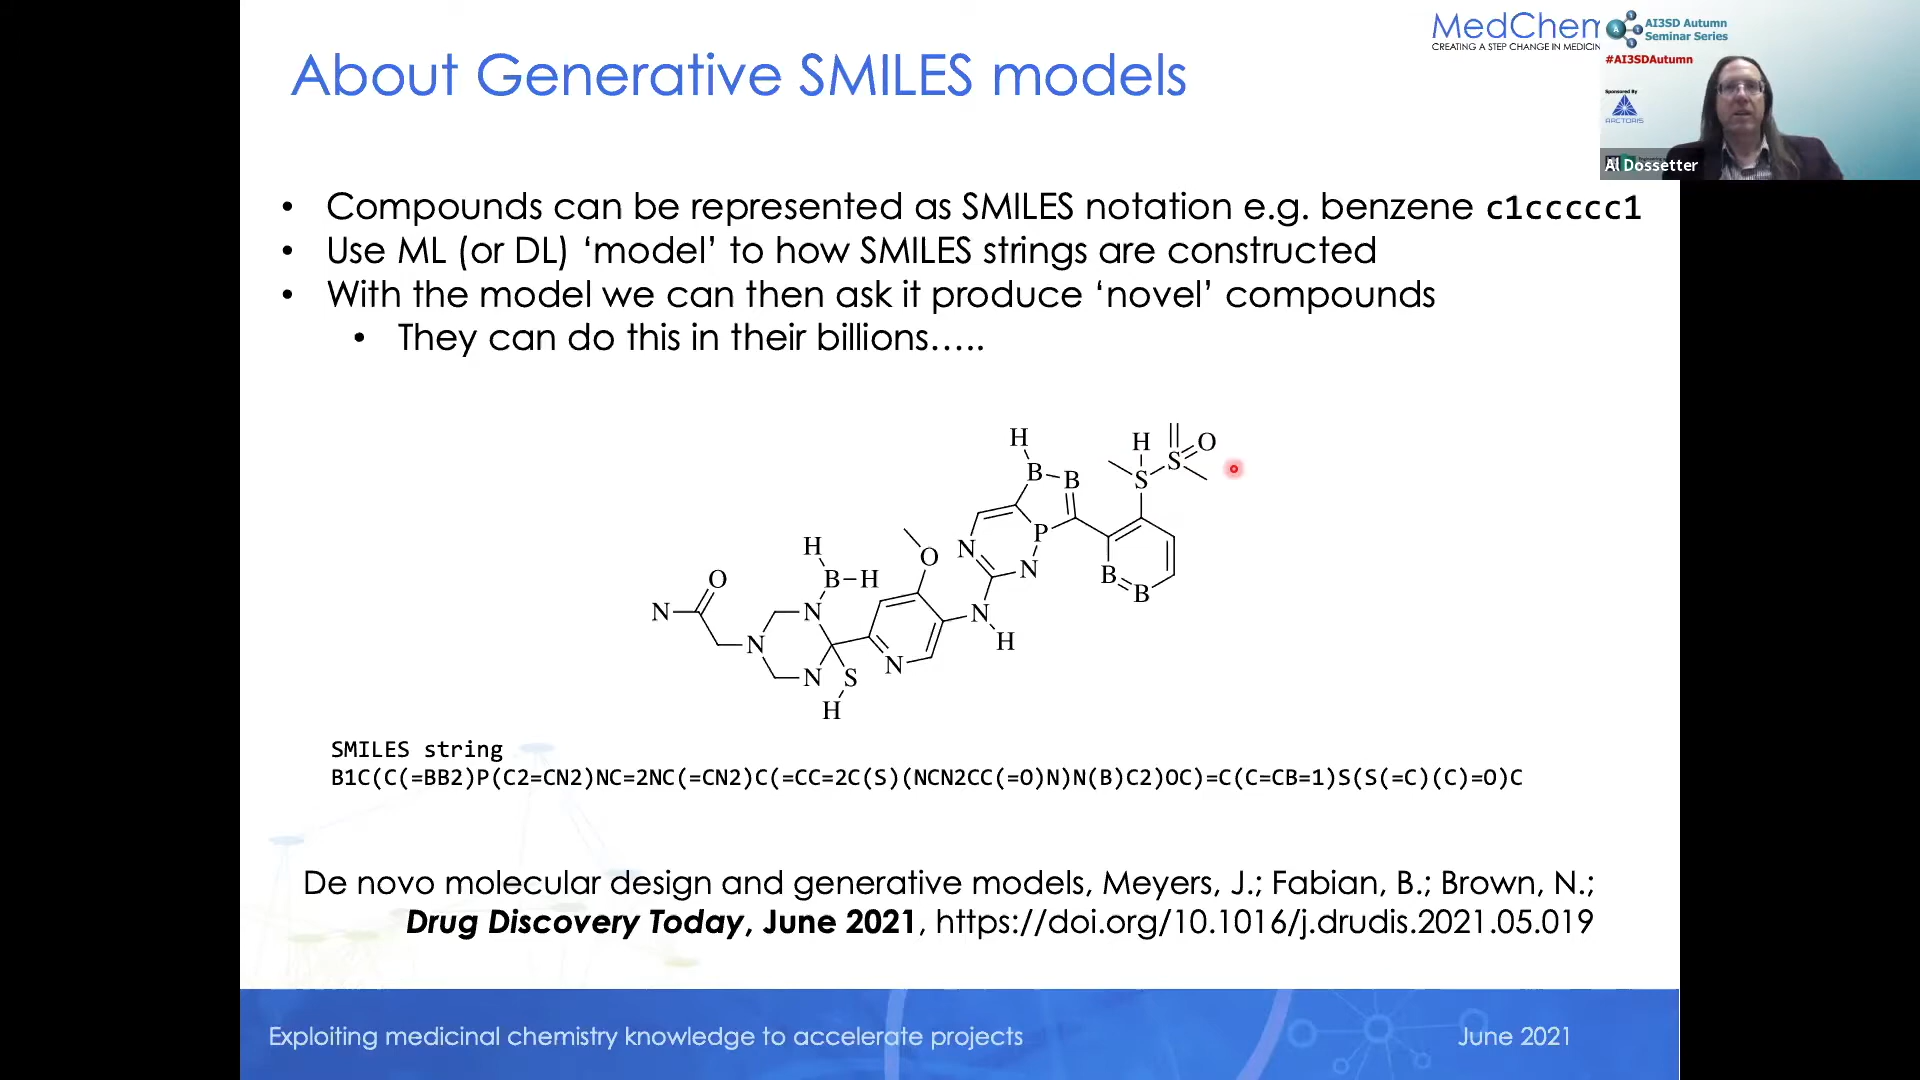 About Generative SMILES models
MedChem
CREATING A STEP CHANGE IN MEDICIN
AI3SD Autumn
Seminar Series
#AI3SDAutumn
Sponsored By
ARCTORIS
Al Dossetter
• Compounds can be represented as SMILES notation e.g. benzene c1ccccc1
• Use ML (or DL) ‘model’ to how SMILES strings are constructed
• With the model we can then ask it produce ‘novel’ compounds
• They can do this in their billions…..
H
H O
B B S S
P
N N
B B
H O
B H
O
N N N H
N
N S N
H
SMILES string
B1C(C(=BB2)P(C2=CN2)NC=2NC(=CN2)C(=CC=2C(S)(NCN2CC(=O)N)N(B)C2)OC)=C(C=CB=1)S(S(=C)(C)=O)C
De novo molecular design and generative models, Meyers, J.; Fabian, B.; Brown, N.;
Drug Discovery Today, June 2021, https://doi.org/10.1016/j.drudis.2021.05.019
Exploiting medicinal chemistry knowledge to accelerate projects
June 2021